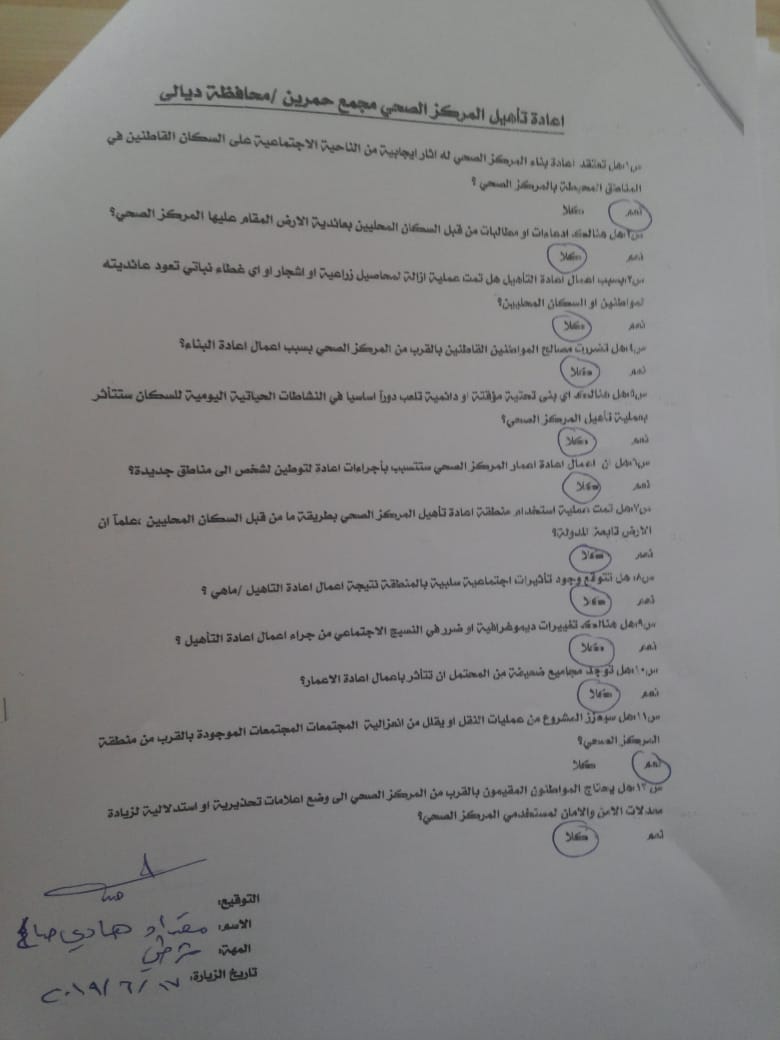 اعادة تأهيل المركز الصحي مجمع حمرين /محافظة ديالى
س١:هل تعتقد اعادة بناء المركز الصحي له اثار ايجابية من الناحية الاجتماعية على السكان القاطنين في
المناطق المحيطة بالمركز الصحي ؟
نعم كلا
س٢:هل هنالك ادعاءات او مطالبات من قبل السكان المحليين بعائدية الارض المقام عليها المركز الصحي؟
نعم كلا
س٣:بسبب اعمال اعادة التأهيل هل تمت عملية ازالة لمحاصيل زراعية او اشجار او اي غطاء نباتي تعود عائديته
لمواطنين او السكان المحليين؟
نعم كلا
س٤:هل تضررت مصالح المواطنين القاطنين بالقرب من المركز الصحي بسبب اعمال اعادة البناء؟
نعم كلا
س٥:هل هنالك اي بنى تحتية مؤقتة او دائمية تلعب دوراً اساسيا في النشاطات الحياتية اليومية للسكان ستتأثر
بعملية تأهيل المركز الصحي؟
نعم كلا
س٦:هل ان اعمال اعادة اعمار المركز الصحي ستتسبب بأجراءات اعادة لتوطين لشخص الى مناطق جديدة؟
نعم كلا
س٧:هل تمت عملية استخدام منطقة اعادة تأهيل المركز الصحي بطريقة ما من قبل السكان المحليين ،علماً ان
الارض تابعة للدولة؟
نعم كلا
س٨: هل تتوقع وجود تأثيرات اجتماعية سلبية بالمنطقة نتيجة اعمال اعادة التاهيل /ماهي ؟
نعم كلا
س٩:هل هنالك تغييرات ديموغرافية او ضرر في النسيج الاجتماعي من جراء اعمال اعادة التأهيل ؟
نعم كلا
س١٠:هل توجد مجاميع ضعيفة من المحتمل ان تتأثر باعمال اعادة الاعمار؟
نعم كلا
س١١:هل سيعزز المشروع من عمليات النقل او يقلل من انعزالية المجتمعات المجتمعات الموجودة بالقرب من منطقة
المركز الصحي؟
نعم كلا
س١٢:هل يحتاج المواطنون المقيمون بالقرب من المركز الصحي الى وضع اعلامات تحذيرية او استدلالية لزيادة
معدلات الامن والامان لمستخدمي المركز الصحي؟
نعم كلا
التوقيع:
الاسم: مقداد هادي صالح
المهنة: شرطي
تاريخ الزيارة: ٢٠١٩/٦/١٧